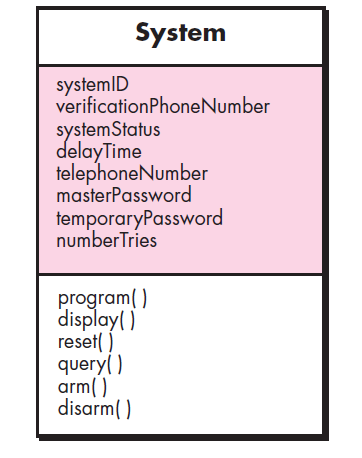 System
systemID
verificationPhoneNumber
systemStatus
delayTime
telephoneNumber
masterPassword
temporaryPassword
numberTries
program( )
display( )
reset( )
query( )
arm( )
disarm( )